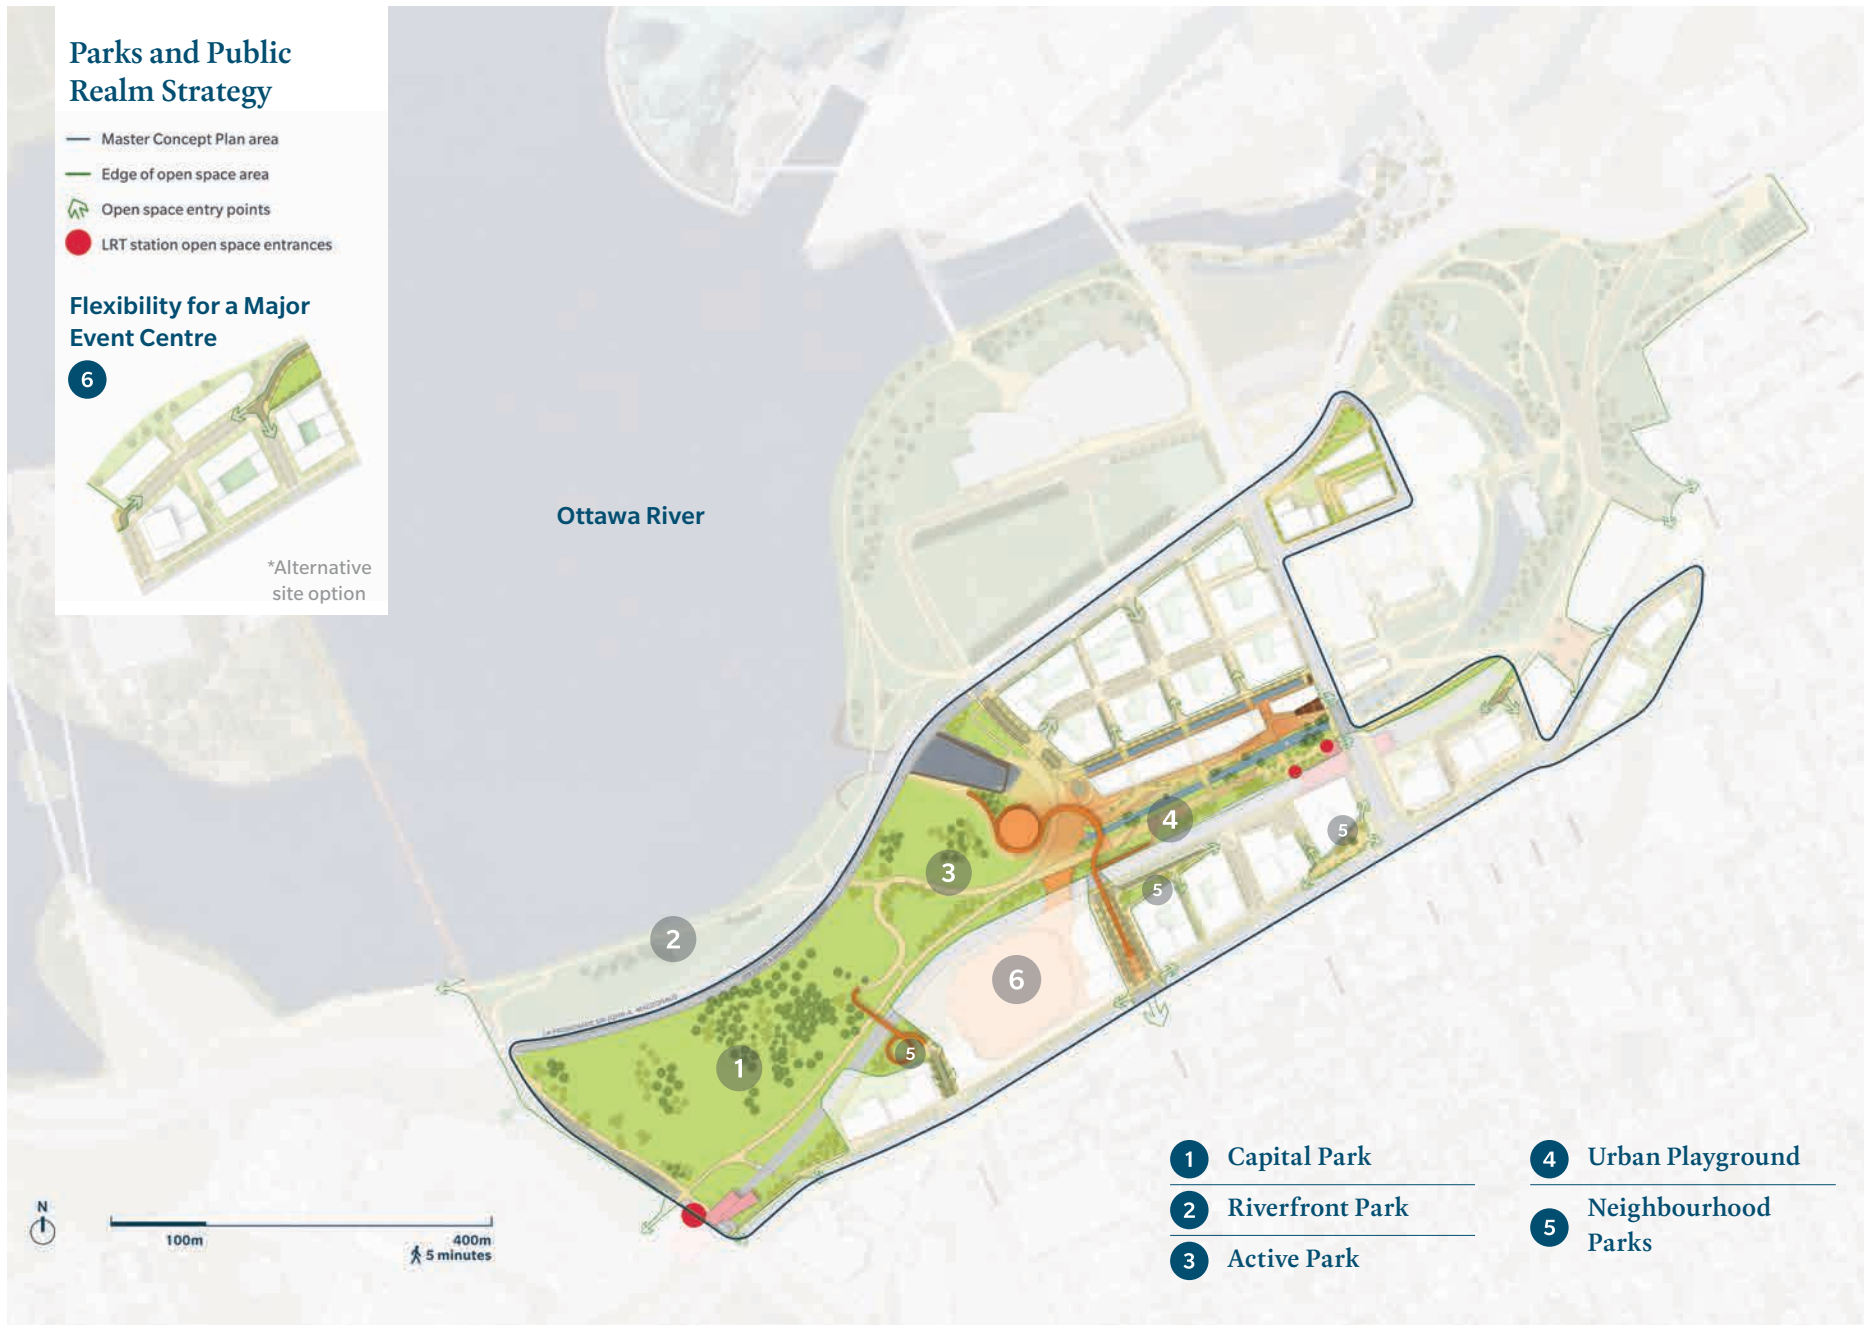 Parks and Public
Realm Strategy
Master Concept Plan area
Edge of open space area
Open space entry points
LRT station open space entrances
Flexibility for a Major
Event Centre
6
*Alternative
site option
Ottawa River
4
5
3
5
2
6
5
1
N
100m
400m
5 minutes
1 Capital Park
2 Riverfront Park
3 Active Park
4 Urban Playground
5 Neighbourhood
Parks